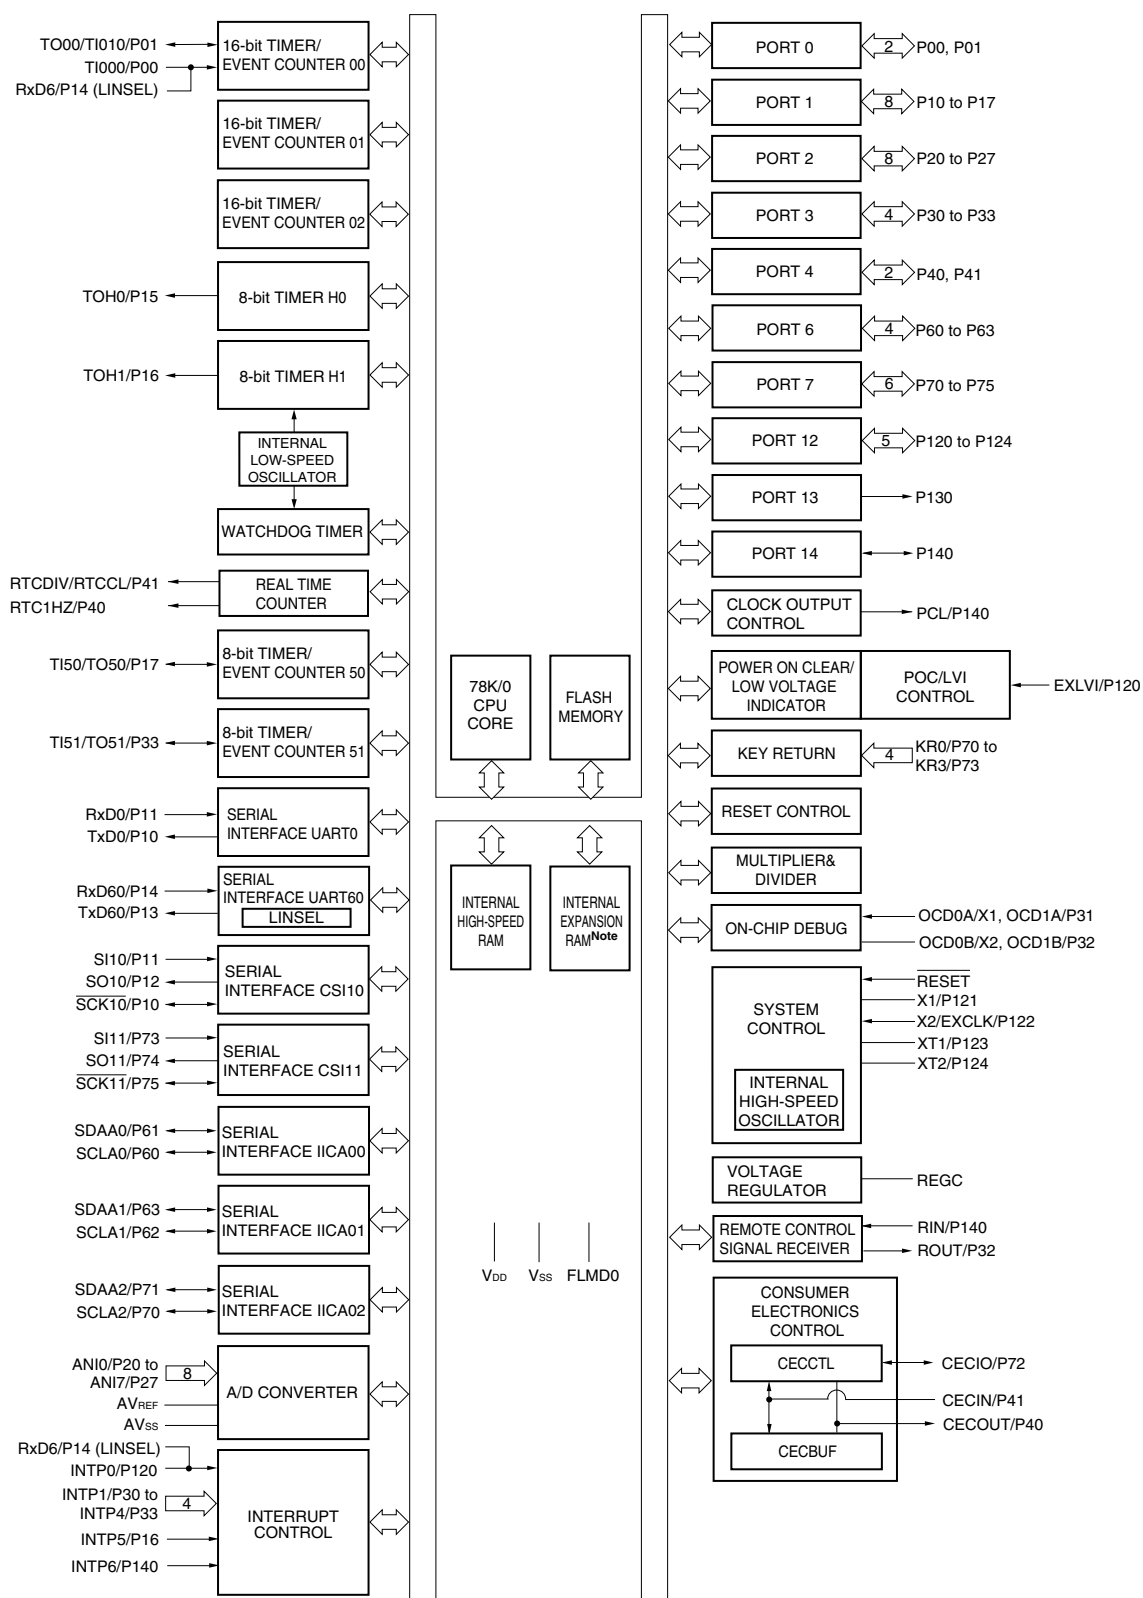 TO00/TI010/P01
TI000/P00
RxD6/P14 (LINSEL)
16-bit TIMER/
EVENT COUNTER 00
16-bit TIMER/
EVENT COUNTER 01
16-bit TIMER/
EVENT COUNTER 02
TOH0/P15
8-bit TIMER H0
TOH1/P16
8-bit TIMER H1
INTERNAL
LOW-SPEED
OSCILLATOR
WATCHDOG TIMER
RTCDIV/RTCCL/P41
RTC1HZ/P40
REAL TIME
COUNTER
TI50/TO50/P17
8-bit TIMER/
EVENT COUNTER 50
TI51/TO51/P33
8-bit TIMER/
EVENT COUNTER 51
RxD0/P11
TxD0/P10
SERIAL
INTERFACE UART0
RxD60/P14
TxD60/P13
SERIAL
INTERFACE UART60
LINSEL
SI10/P11
SO10/P12
SCK10/P10
SERIAL
INTERFACE CSI10
SI11/P73
SO11/P74
SCK11/P75
SERIAL
INTERFACE CSI11
SDAA0/P61
SCLA0/P60
SERIAL
INTERFACE IICA00
SDAA1/P63
SCLA1/P62
SERIAL
INTERFACE IICA01
SDAA2/P71
SCLA2/P70
SERIAL
INTERFACE IICA02
ANI0/P20 to
ANI7/P27
8
AVREF
AVSS
A/D CONVERTER
RxD6/P14 (LINSEL)
INTP0/P120
INTP1/P30 to
INTP4/P33
4
INTP5/P16
INTP6/P140
INTERRUPT
CONTROL
78K/0
CPU
CORE
FLASH
MEMORY
INTERNAL
HIGH-SPEED
RAM
INTERNAL
EXPANSION
RAMNote
VDD
VSS
FLMD0
PORT 0
2
P00, P01
PORT 1
8
P10 to P17
PORT 2
8
P20 to P27
PORT 3
4
P30 to P33
PORT 4
2
P40, P41
PORT 6
4
P60 to P63
PORT 7
6
P70 to P75
PORT 12
5
P120 to P124
PORT 13
P130
PORT 14
P140
CLOCK OUTPUT
CONTROL
PCL/P140
POWER ON CLEAR/
LOW VOLTAGE
INDICATOR
POC/LVI
CONTROL
EXLVI/P120
KEY RETURN
4
KR0/P70 to
KR3/P73
RESET CONTROL
MULTIPLIER&
DIVIDER
ON-CHIP DEBUG
OCD0A/X1, OCD1A/P31
OCD0B/X2, OCD1B/P32
SYSTEM
CONTROL
INTERNAL
HIGH-SPEED
OSCILLATOR
RESET
X1/P121
X2/EXCLK/P122
XT1/P123
XT2/P124
VOLTAGE
REGULATOR
REGC
REMOTE CONTROL
SIGNAL RECEIVER
RIN/P140
ROUT/P32
CONSUMER
ELECTRONICS
CONTROL
CECCTL
CECBUF
CECIO/P72
CECIN/P41
CECOUT/P40